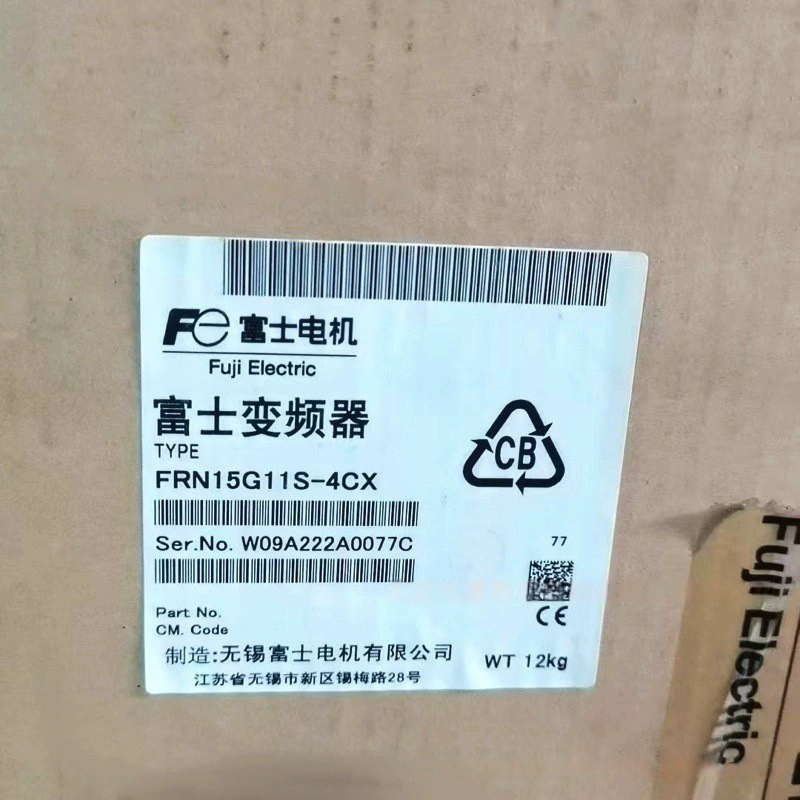 Fe 富士电机
Fuji Electric
富士变频器
TYPE
FRN15G11S-4CX
CB
Ser.No. W09A222A0077C
77
Part No.
CM. Code
CE
制造:无锡富士电机有限公司
WT 12kg
江苏省无锡市新区锡梅路28号
Fuji Electric